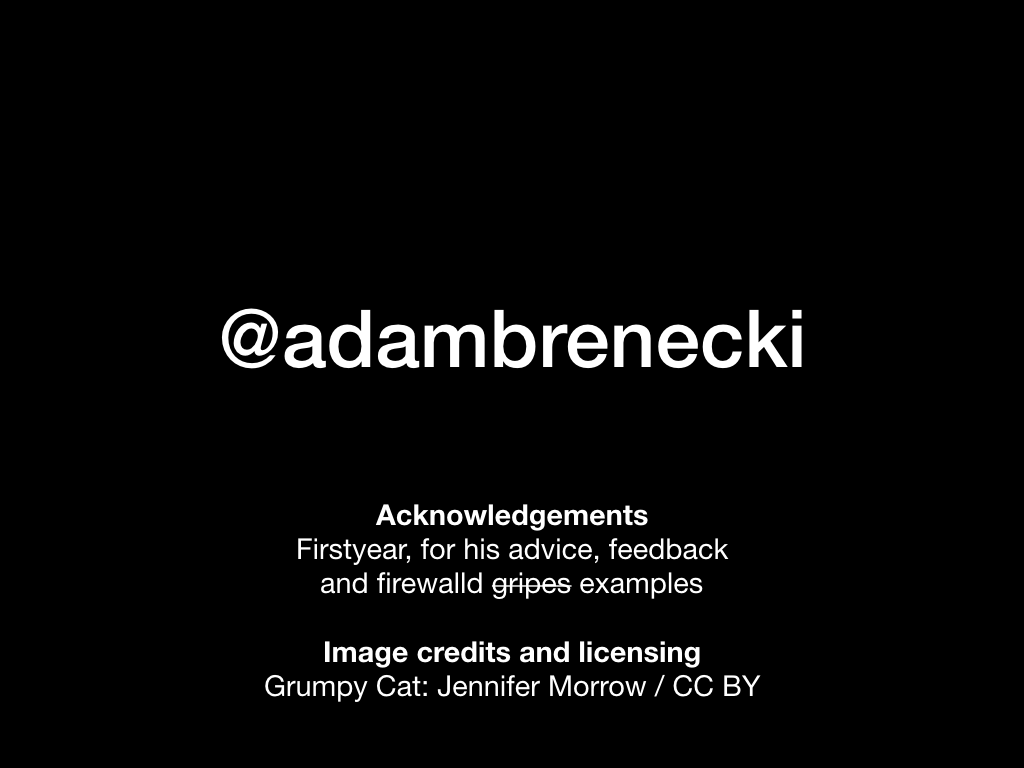 @adambrenecki
Acknowledgements
Firstyear, for his advice, feedback
and firewalld gripes examples
Image credits and licensing
Grumpy Cat: Jennifer Morrow / CC BY